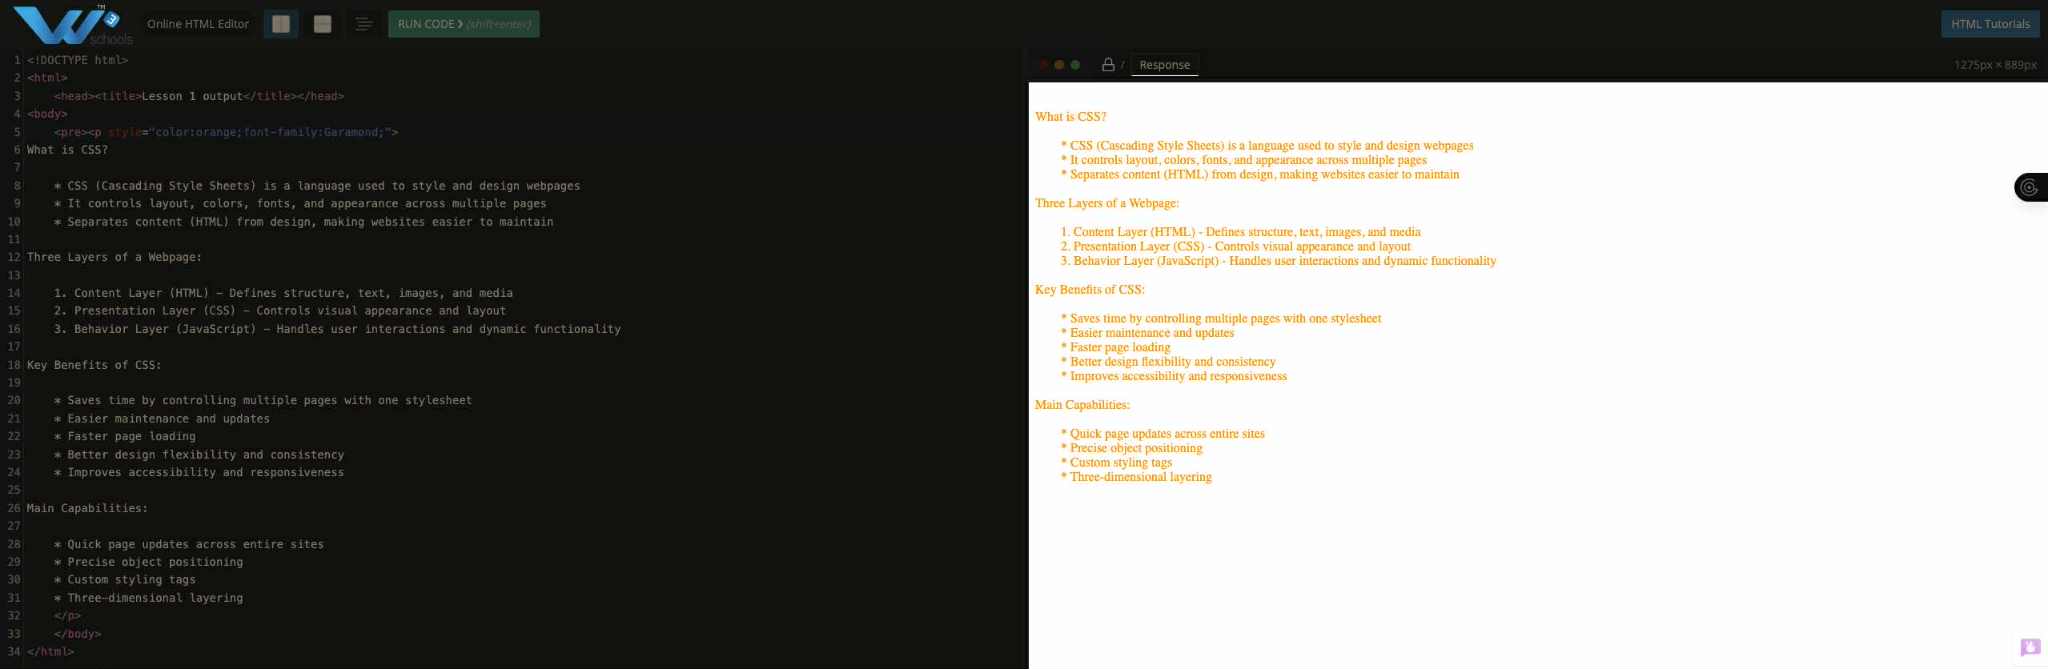 W3 schools™
Online HTML Editor
RUN CODE ❯ (shift+enter)
HTML Tutorials
1 <!DOCTYPE html>
2 <html>
3     <head><title>Lesson 1 output</title></head>
4 <body>
5     <pre><p style="color:orange;font-family:Garamond;">
6 What is CSS?
7
8     * CSS (Cascading Style Sheets) is a language used to style and design webpages
9     * It controls layout, colors, fonts, and appearance across multiple pages
10     * Separates content (HTML) from design, making websites easier to maintain
11
12 Three Layers of a Webpage:
13
14     1. Content Layer (HTML) – Defines structure, text, images, and media
15     2. Presentation Layer (CSS) – Controls visual appearance and layout
16     3. Behavior Layer (JavaScript) – Handles user interactions and dynamic functionality
17
18 Key Benefits of CSS:
19
20     * Saves time by controlling multiple pages with one stylesheet
21     * Easier maintenance and updates
22     * Faster page loading
23     * Better design flexibility and consistency
24     * Improves accessibility and responsiveness
25
26 Main Capabilities:
27
28     * Quick page updates across entire sites
29     * Precise object positioning
30     * Custom styling tags
31     * Three–dimensional layering
32     </p>
33     </body>
34 </html>
/ Response
1275px × 889px
What is CSS?
* CSS (Cascading Style Sheets) is a language used to style and design webpages
* It controls layout, colors, fonts, and appearance across multiple pages
* Separates content (HTML) from design, making websites easier to maintain
Three Layers of a Webpage:
1. Content Layer (HTML) - Defines structure, text, images, and media
2. Presentation Layer (CSS) - Controls visual appearance and layout
3. Behavior Layer (JavaScript) - Handles user interactions and dynamic functionality
Key Benefits of CSS:
* Saves time by controlling multiple pages with one stylesheet
* Easier maintenance and updates
* Faster page loading
* Better design flexibility and consistency
* Improves accessibility and responsiveness
Main Capabilities:
* Quick page updates across entire sites
* Precise object positioning
* Custom styling tags
* Three-dimensional layering